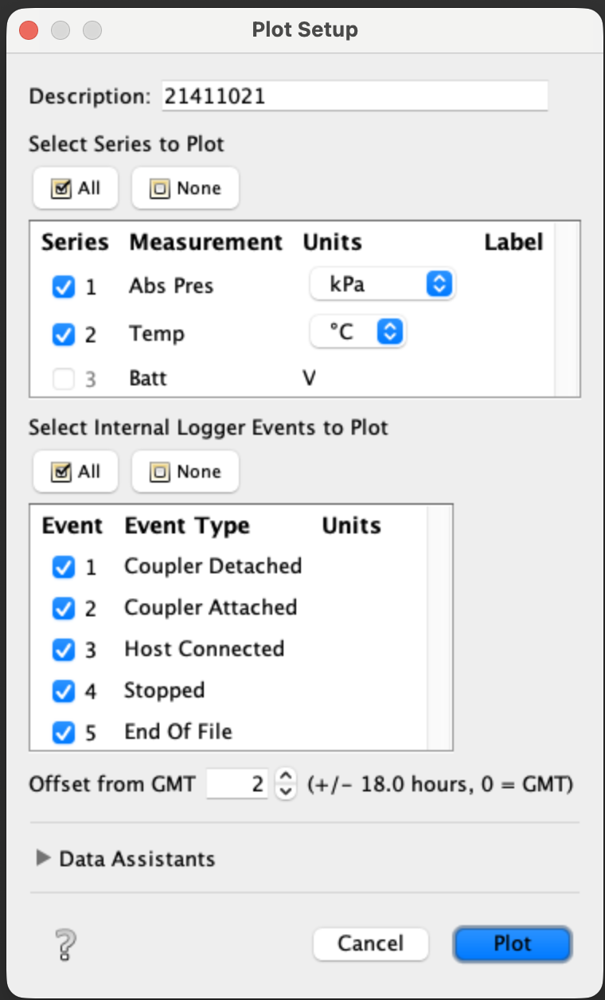 Plot Setup
Description: 21411021
Select Series to Plot
All None
Series Measurement Units Label
1 Abs Pres kPa
2 Temp °C
3 Batt V
Select Internal Logger Events to Plot
All None
Event Event Type Units
1 Coupler Detached
2 Coupler Attached
3 Host Connected
4 Stopped
5 End Of File
Offset from GMT 2 (+/- 18.0 hours, 0 = GMT)
Data Assistants
? Cancel Plot